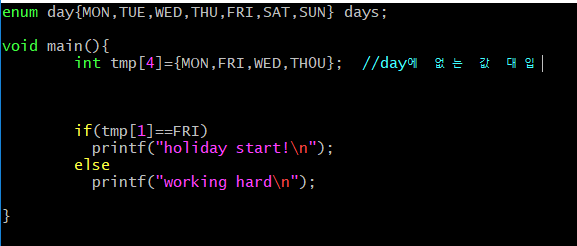 enum day{MON,TUE,WED,THU,FRI,SAT,SUN} days;
void main(){
int tmp[4]={MON,FRI,WED,THOU}; //day에 없는 값 대입
if(tmp[1]==FRI)
printf("holiday start!\n");
else
printf("working hard\n");
}